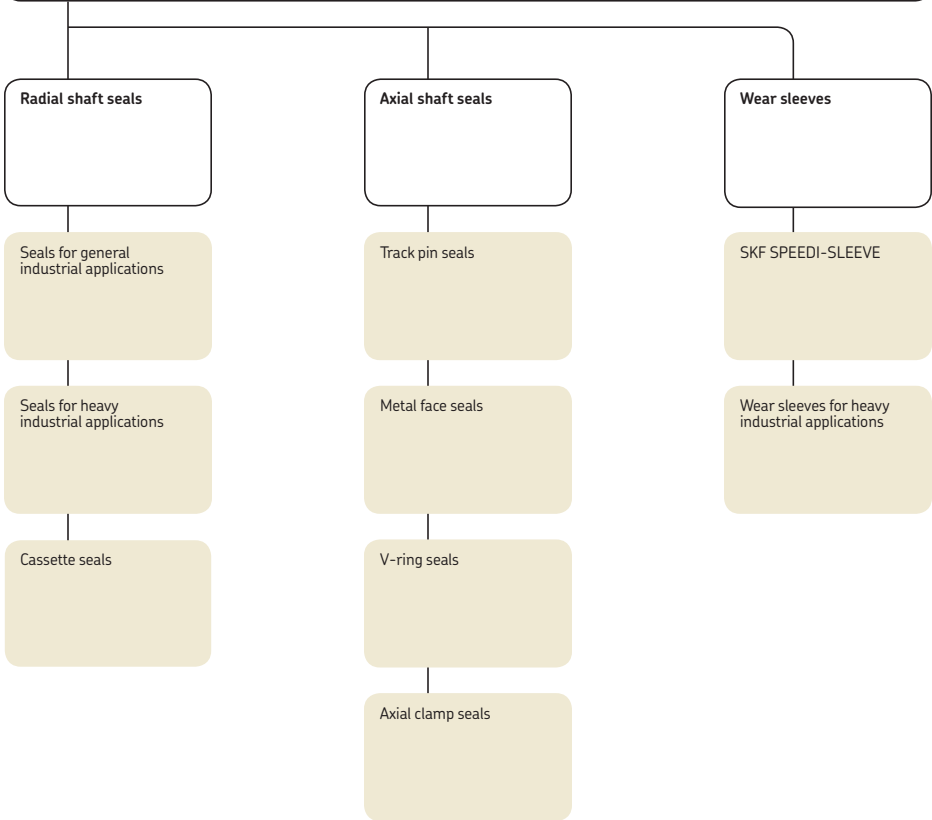 Radial shaft seals
Axial shaft seals
Wear sleeves
Seals for general
industrial applications
Track pin seals
SKF SPEEDI-SLEEVE
Seals for heavy
industrial applications
Metal face seals
Wear sleeves for heavy
industrial applications
Cassette seals
V-ring seals
Axial clamp seals